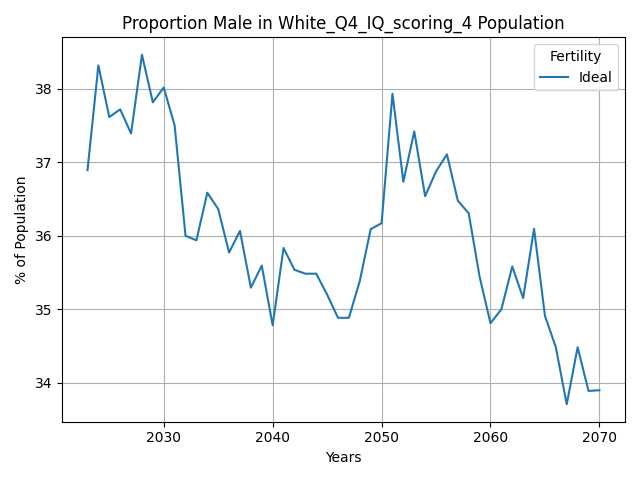 Proportion Male in White_Q4_IQ_scoring_4 Population
Fertility
Ideal
38
37
36
35
34
% of Population
2030
2040
2050
2060
2070
Years